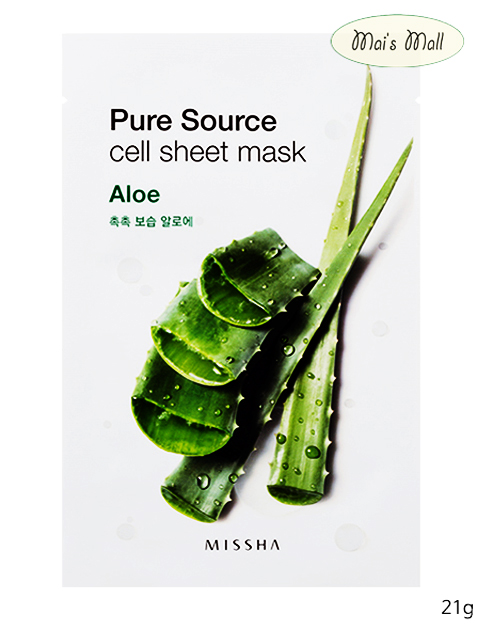 Mai's Mall
Pure Source
cell sheet mask
Aloe
촉촉 보습 알로에
MISSHA
21g